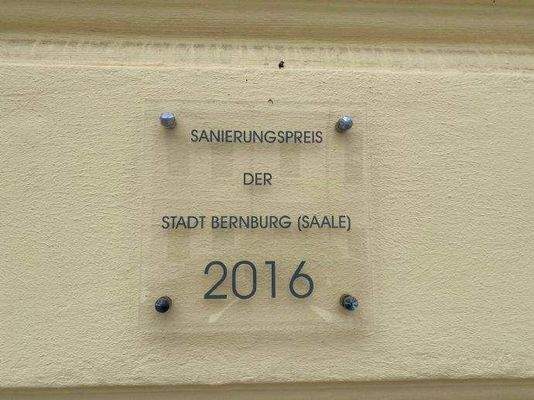 SANIERUNGSPREIS
DER
STADT BERNBURG (SAALE)
2016